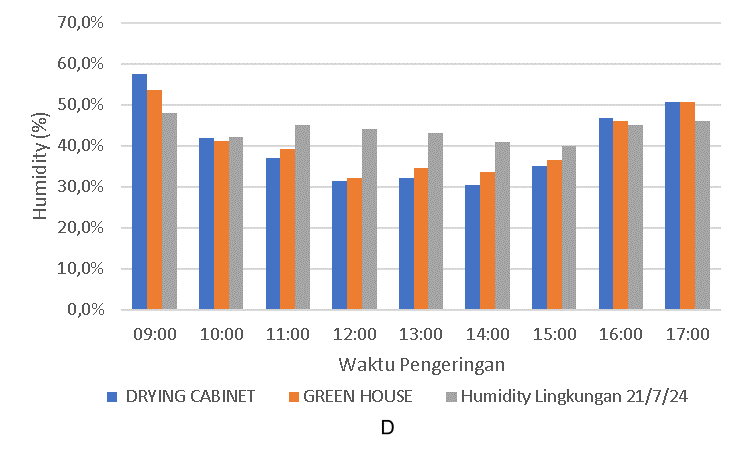 70,0%
60,0%
50,0%
40,0%
30,0%
20,0%
10,0%
0,0%
Humidity (%)
09:00 10:00 11:00 12:00 13:00 14:00 15:00 16:00 17:00
Waktu Pengeringan
DRYING CABINET GREEN HOUSE Humidity Lingkungan 21/7/24
D